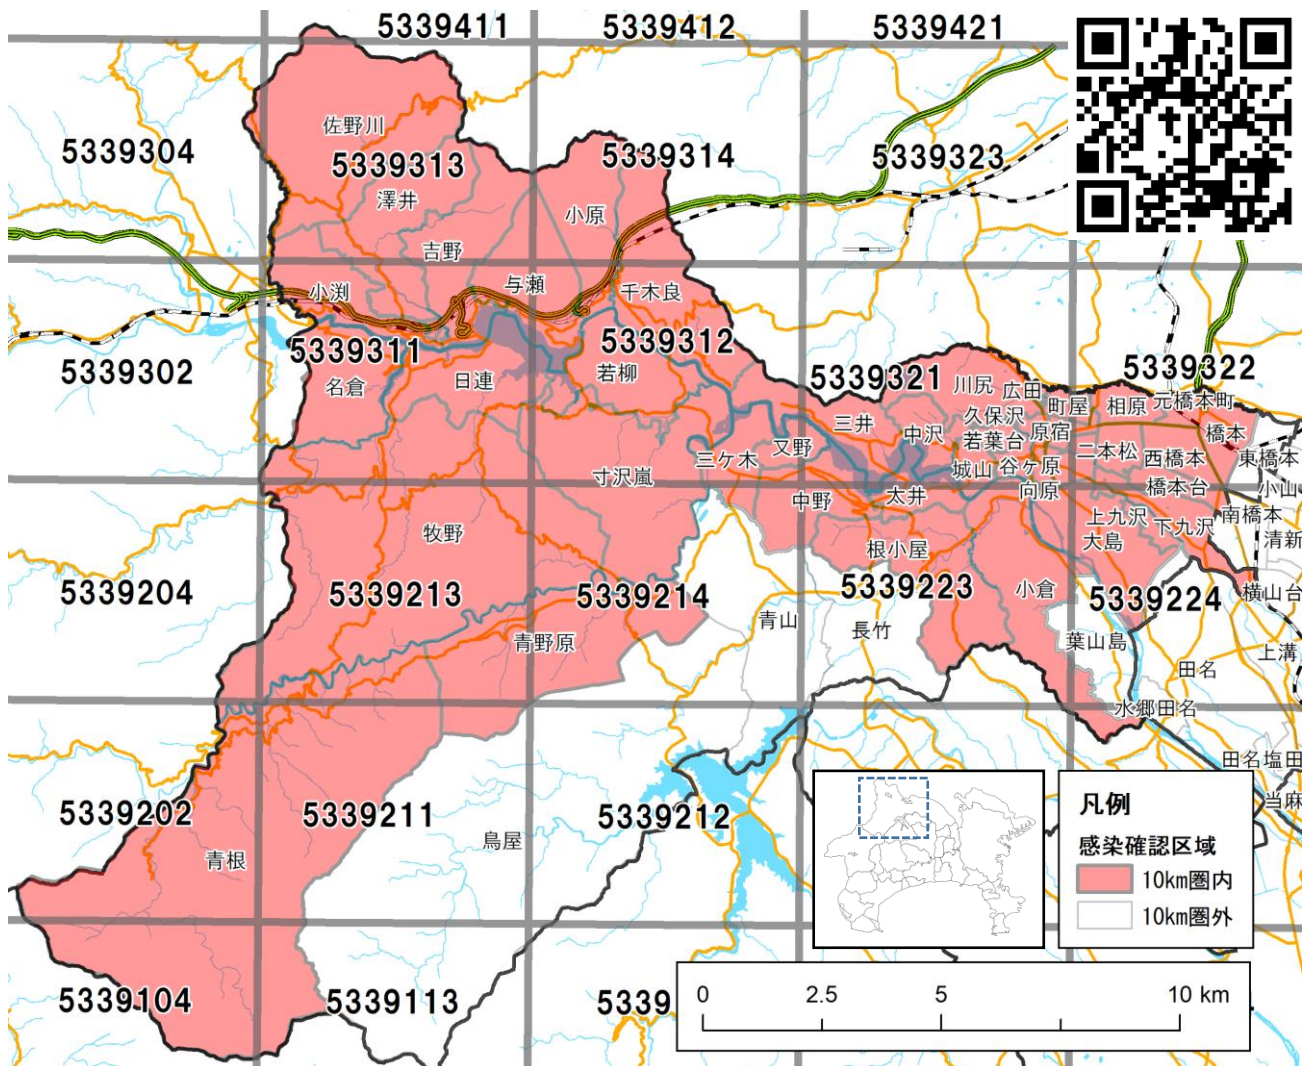 5339411
5339412
5339421
佐野川
5339304
5339313
5339314
5339323
澤井
小原
吉野
小渕
与瀬
千木良
5339311
5339312
5339302
5339321
5339322
名倉
日連
若柳
川尻
広田
町屋
相原
元橋本町
久保沢
三井
中沢
若葉台
原宿
橋本
又野
二本松
西橋本
東橋本
三ケ木
城山
谷ヶ原
寸沢嵐
向原
橋本台
小山
中野
太井
南橋本
牧野
上九沢
下九沢
清新
大島
根小屋
5339204
5339213
5339214
5339223
小倉
5339224
横山台
青山
長竹
青野原
葉山島
上溝
田名
水郷田名
田名塩田
当麻
5339202
5339211
5339212
鳥屋
青根
凡例
感染確認区域
10km圏内
10km圏外
5339104
5339113
5339
0
2.5
5
10 km